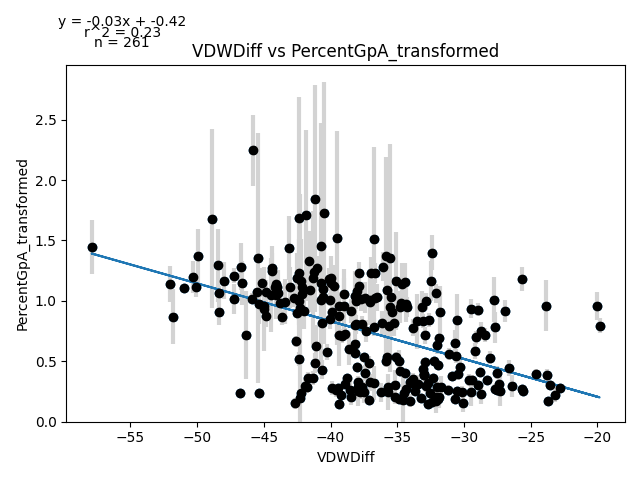 y = -0.03x + -0.42
r^2 = 0.23
n = 261
VDWDiff vs PercentGpA_transformed
PercentGpA_transformed
2.5
2.0
1.5
1.0
0.5
0.0
−55
−50
−45
−40
−35
−30
−25
−20
VDWDiff